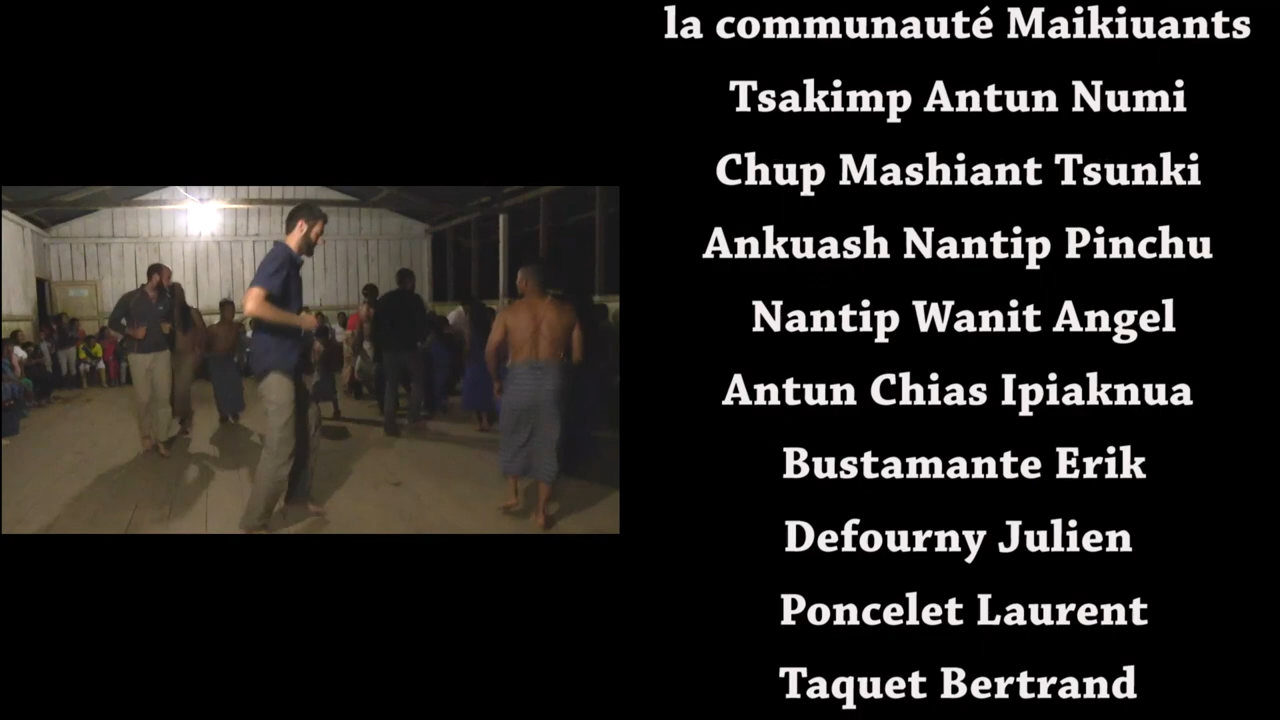 la communauté Maikiuants
Tsakimp Antun Numi
Chup Mashiant Tsunki
Ankuash Nantip Pinchu
Nantip Wanit Angel
Antun Chias Ipiaknua
Bustamante Erik
Defourny Julien
Poncelet Laurent
Taquet Bertrand